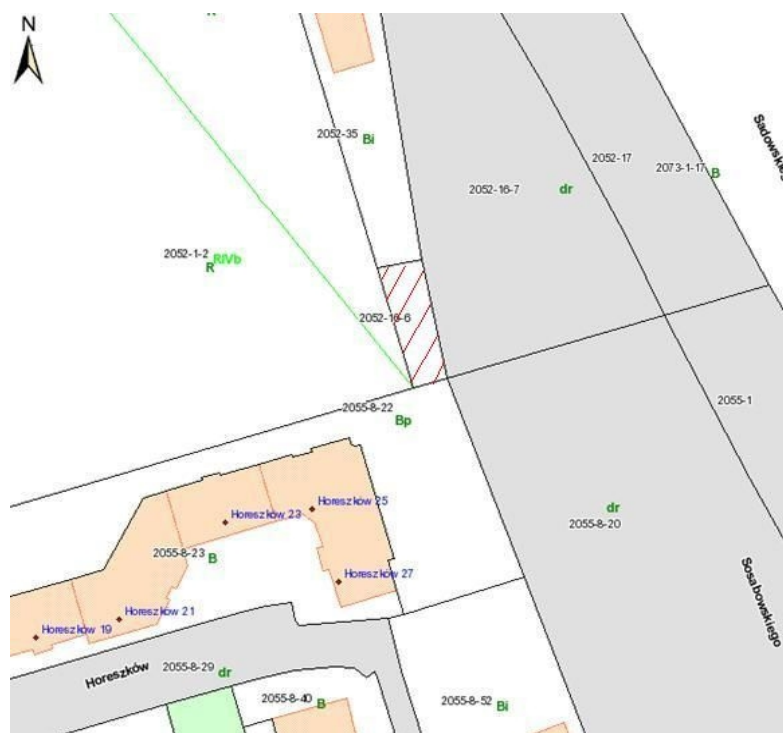 N
2052-35
Bi
2052-17
2073-1-17
B
Sadowskieg
2052-16-7
dr
2052-1-2
RIVb
R
2052-16-6
2055-8-22
Bp
2055-1
Horeszków 25
Horeszków 23
dr
2055-8-20
2055-8-23
B
Horeszków 27
Horeszków 21
Horeszków 19
Sosabowskiego
Horeszków
2055-8-29
dr
2055-8-40
B
2055-8-52
Bi